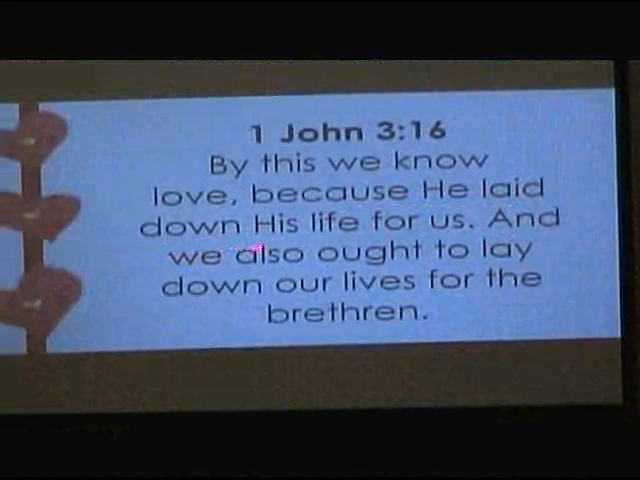 1 John 3:16
By this we know
love, because He laid
down His life for us. And
we also ought to lay
down our lives for the
brethren.